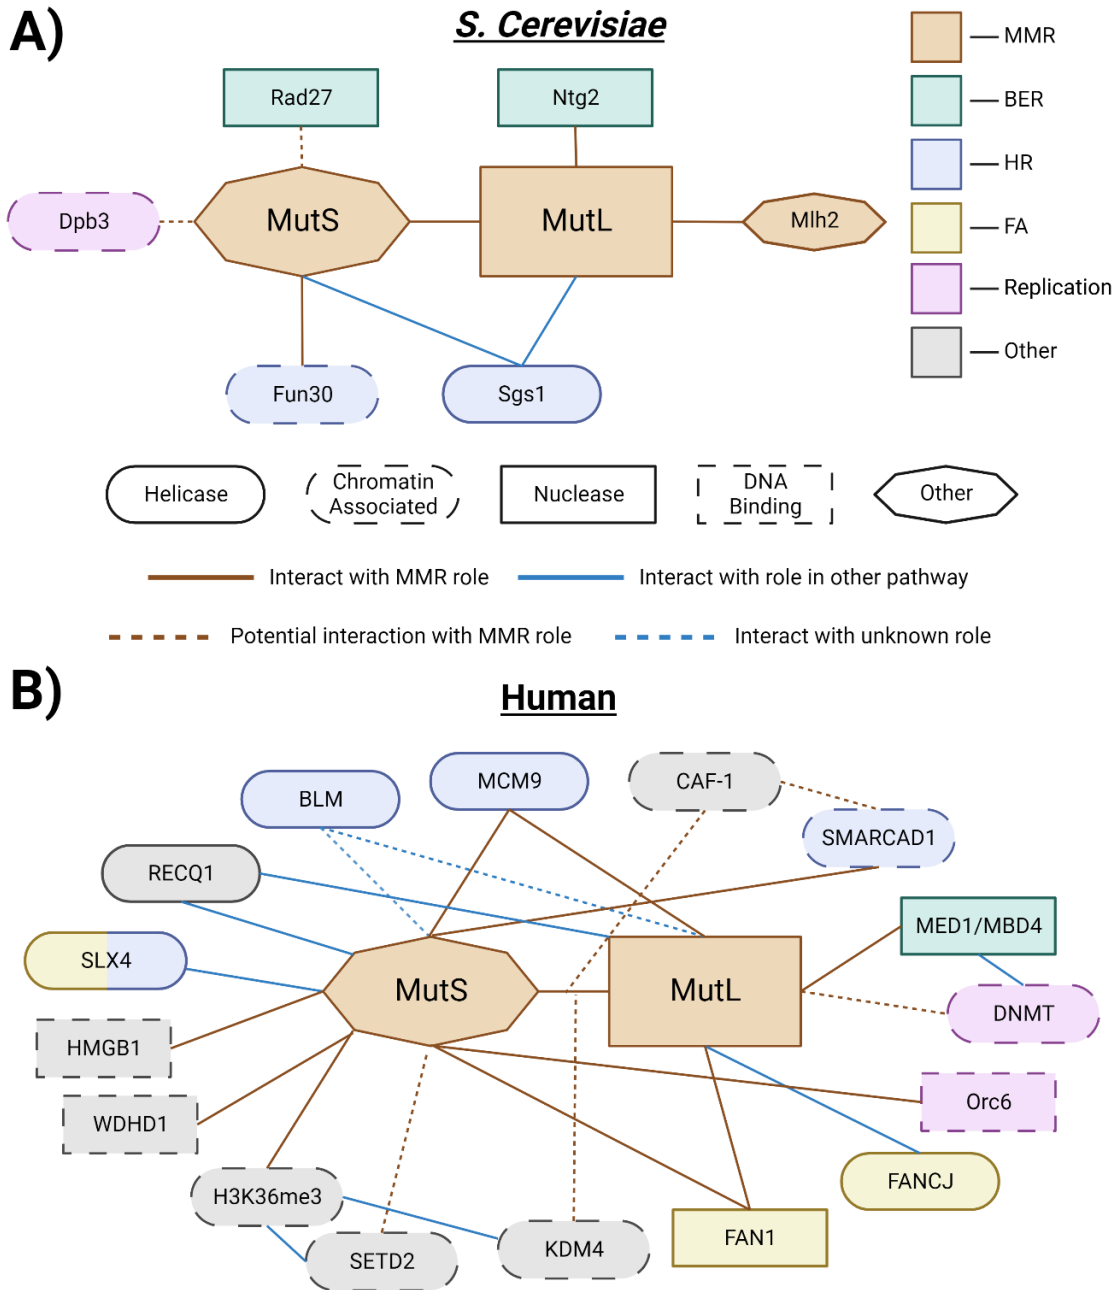 A)
S. Cerevisiae
MMR
Rad27
Ntg2
BER
HR
Dpb3
MutS
MutL
Mlh2
FA
Replication
Other
Fun30
Sgs1
Helicase
Chromatin
Associated
Nuclease
DNA
Binding
Other
Interact with MMR role
Interact with role in other pathway
Potential interaction with MMR role
Interact with unknown role
B)
Human
BLM
MCM9
CAF-1
SMARCAD1
RECQ1
MED1/MBD4
SLX4
MutS
MutL
DNMT
HMGB1
Orc6
WDHD1
H3K36me3
FANCJ
SETD2
KDM4
FAN1